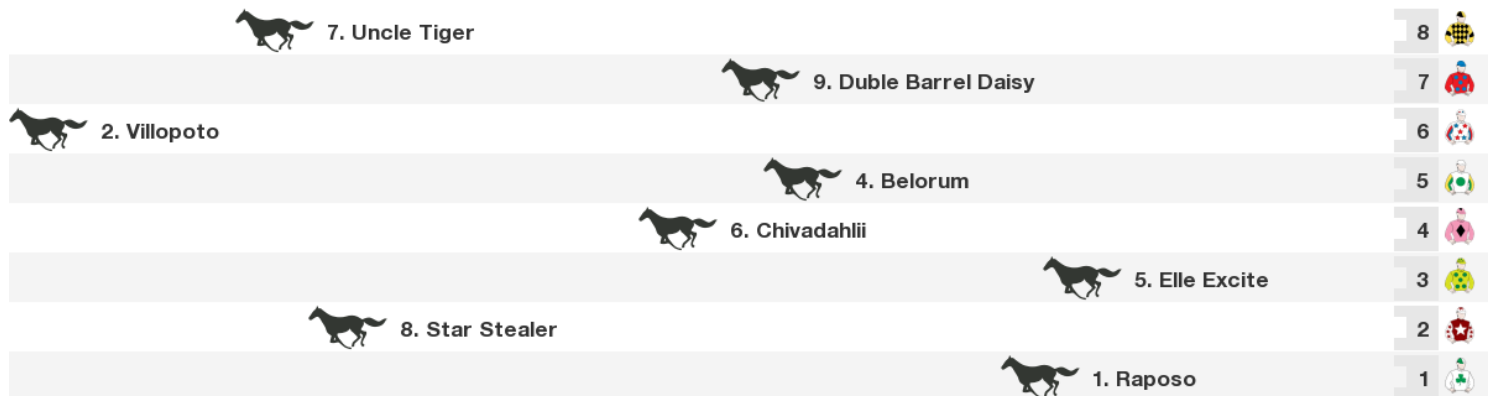 7. Uncle Tiger 8
9. Duble Barrel Daisy 7
2. Villopoto 6
4. Belorum 5
6. Chivadahlii 4
5. Elle Excite 3
8. Star Stealer 2
1. Raposo 1